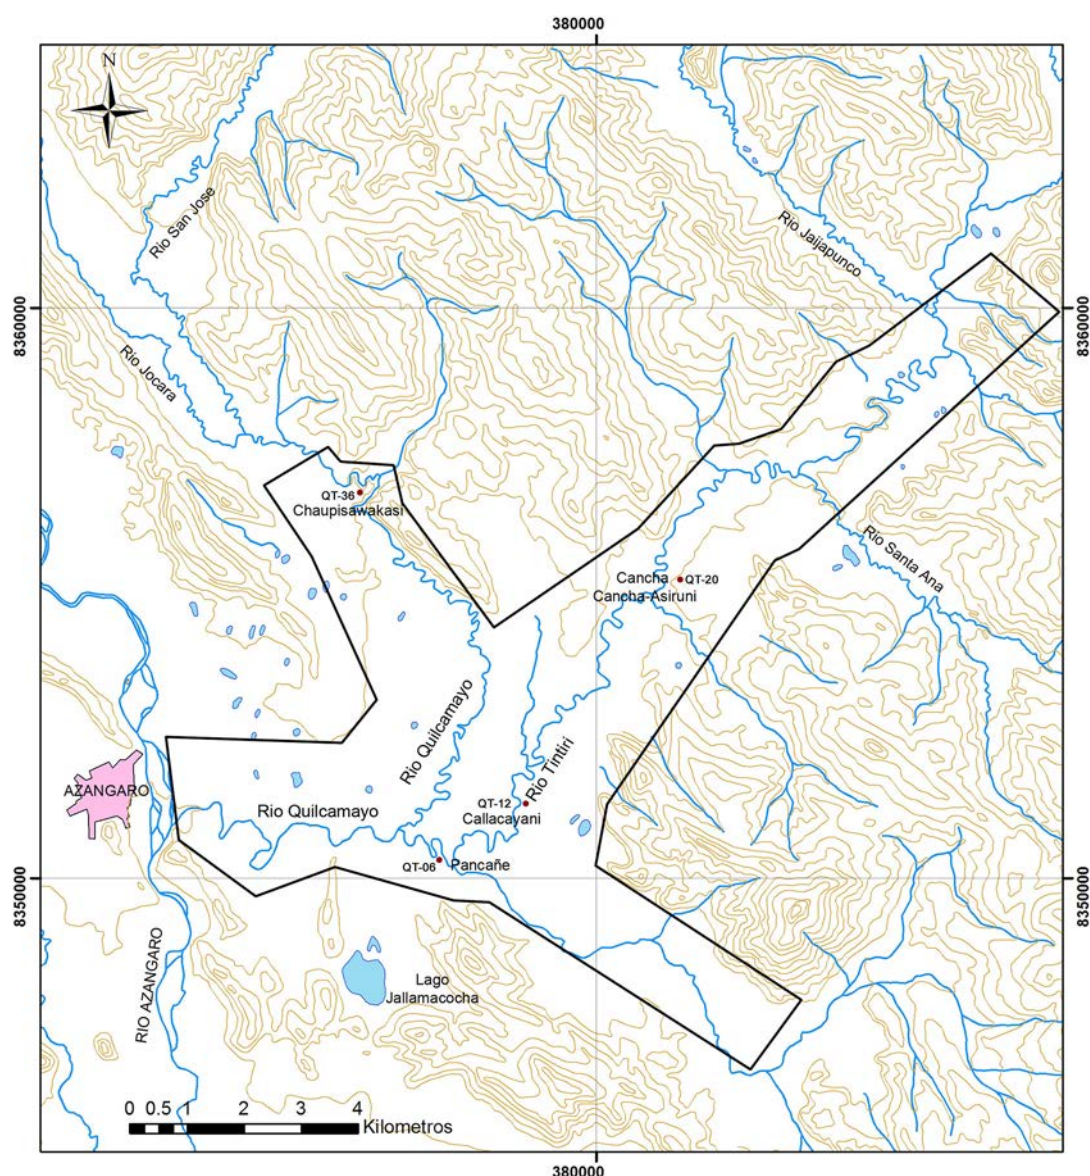 380000
N
Rio San Jose
Rio Jaijapunco
8360000
8360000
Rio Jocara
QT-36
Chaupisawakasi
Rio Santa Ana
Cancha
QT-20
Cancha-Asiruni
Rio Quilcamayo
Rio Tintiri
AZANGARO
Rio Quilcamayo
QT-12
Callacayani
QT-06
Pancañe
8350000
8350000
RIO AZANGARO
Lago
Jallamacocha
0 0.5 1 2 3 4
Kilometros
380000